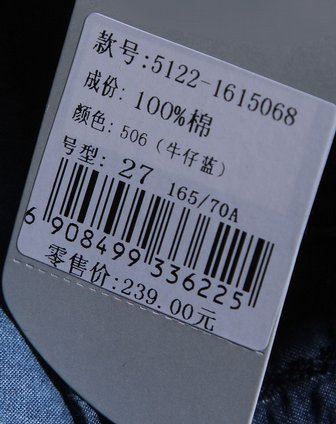 款号:5122-1615068
成份: 100%棉
颜色: 506 (牛仔蓝)
号型: 27 165/70A
6 908499 336225
零售价:239.00元